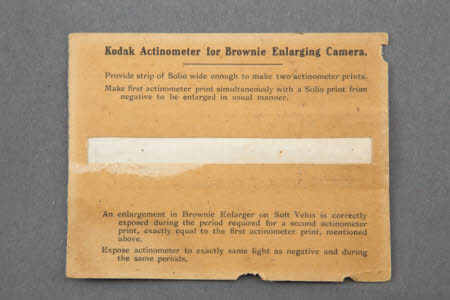 Kodak Actinometer for Brownie Enlarging Camera.
Provide strip of Solio wide enough to make two actinometer prints.
Make first actinometer print simultaneously with a Solio print from
negative to be enlarged in usual manner.
An enlargement in Brownie Enlarger on Soft Velox is correctly
exposed during the period required for a second actinometer
print, exactly equal to the first actinometer print, mentioned
above.
Expose actinometer to exactly same light as negative and during
the same periods.